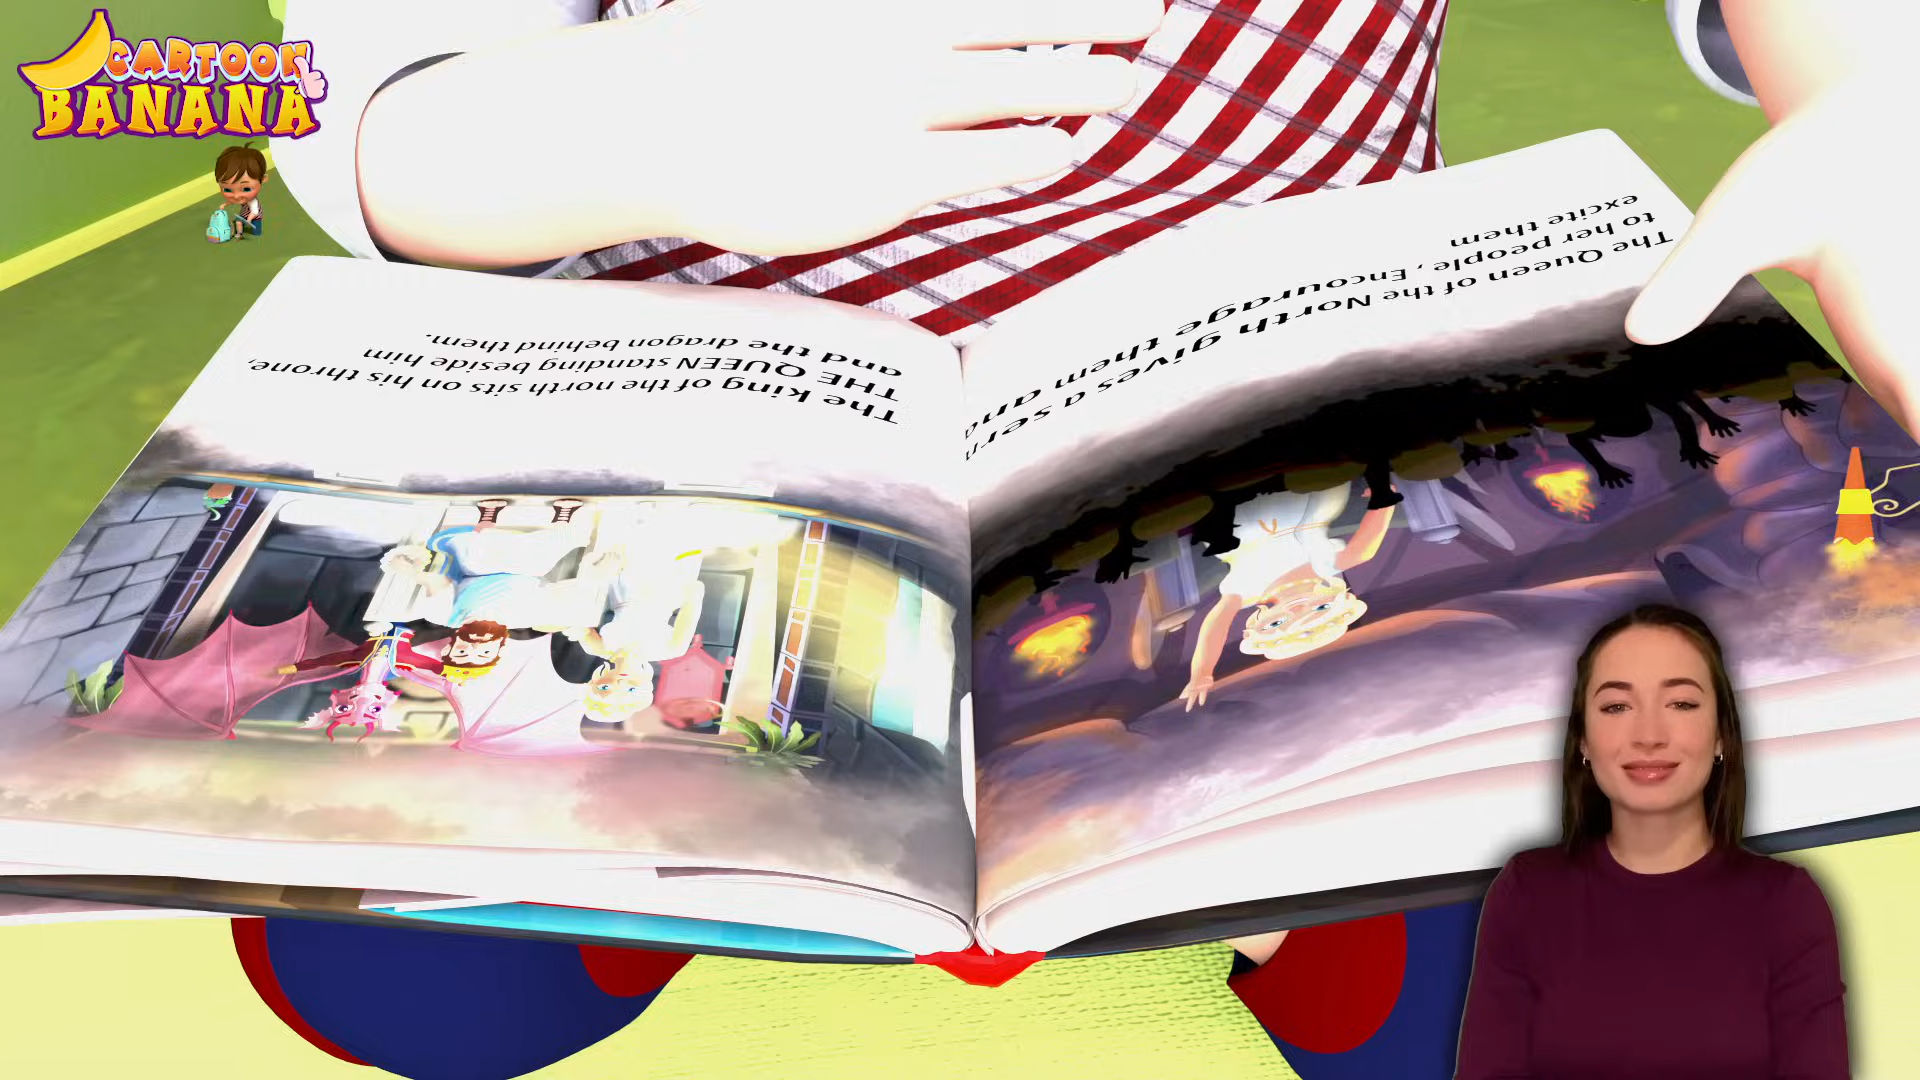 CARTOON
BANANA
The king of the north sits on his throne,
THE QUEEN standing beside him
and the dragon behind them.
The Queen of the North gives a serm
to her people, Encourage them and
excite them